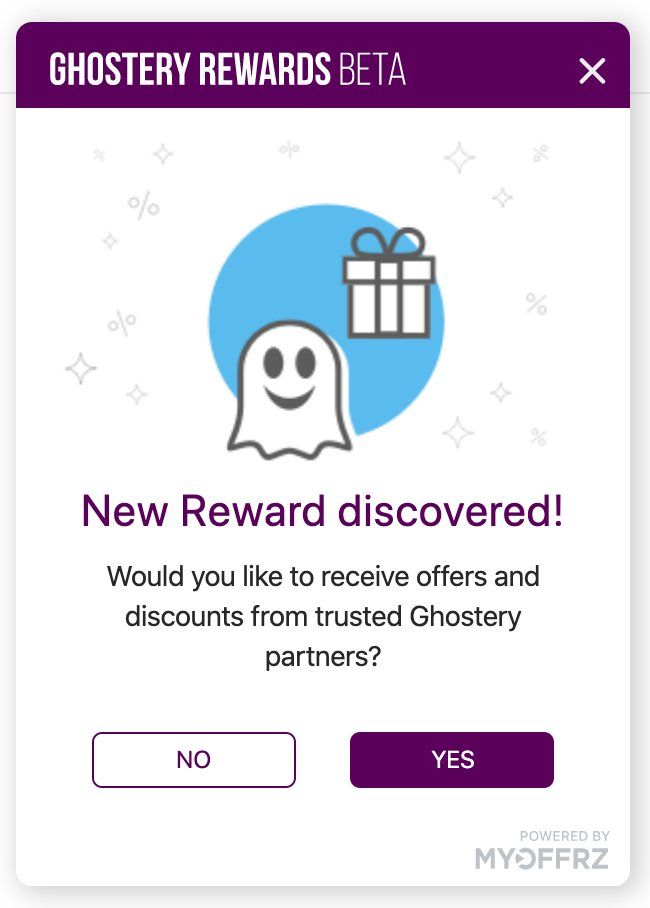 GHOSTERY REWARDS BETA
New Reward discovered!
Would you like to receive offers and
discounts from trusted Ghostery
partners?
NO YES
POWERED BY
MYOFFRZ